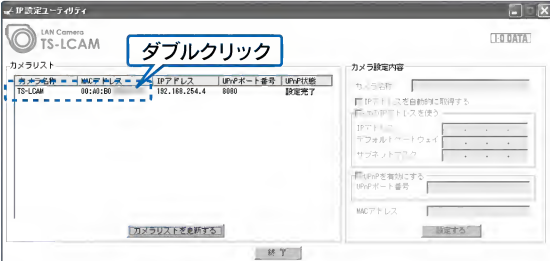 IP設定ユーティリティ
LAN Camera
TS-LCAM
I-O DATA
ダブルクリック
カメラリスト
カメラ名称 MACアドレス IPアドレス UPnPポート番号 UPnP状態
TS-LCAM 00:A0:B0 192.168.254.4 8080 設定完了
カメラリストを更新する
カメラ設定内容
カメラ名称
IPアドレスを自動的に取得する
IPアドレスを使う
IPアドレス
デフォルトゲートウェイ
サブネットマスク
UPnPを有効にする
UPnPポート番号
MACアドレス
設定する
終了